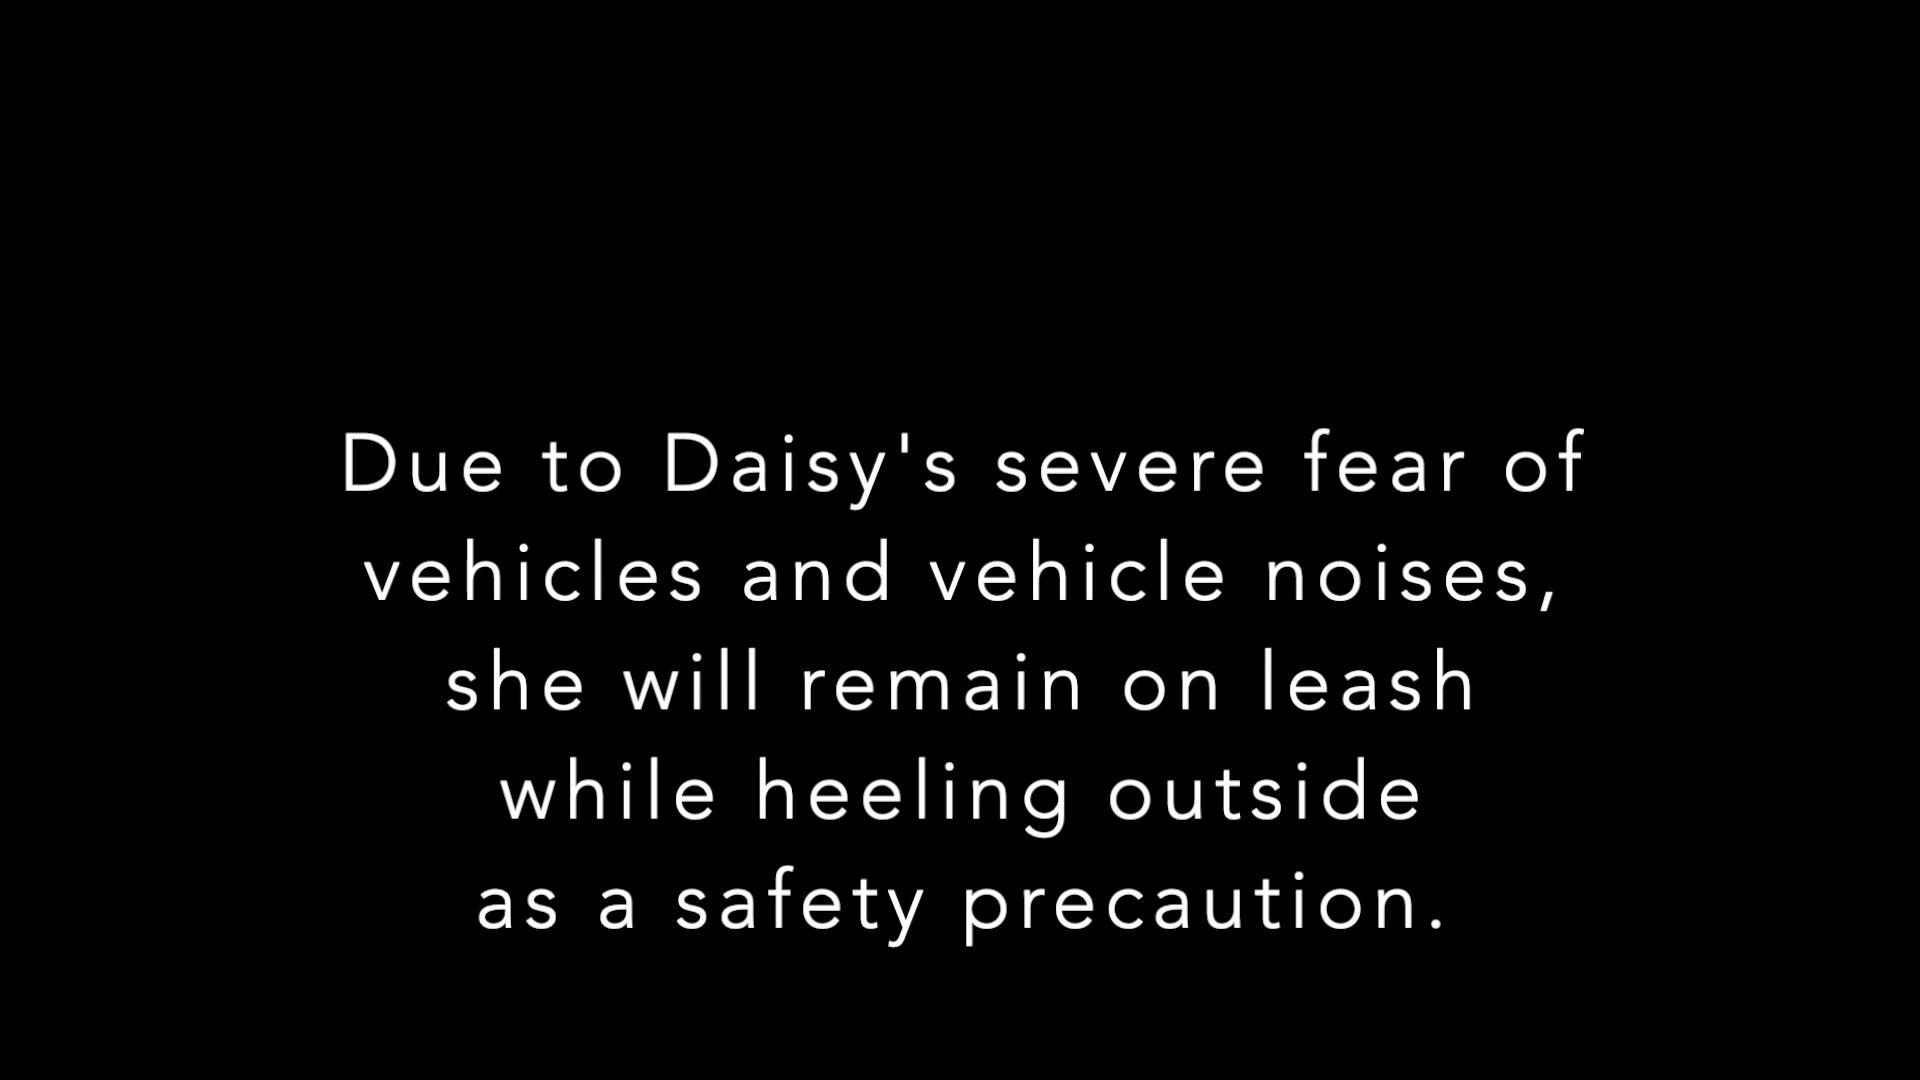 Due to Daisy's severe fear of
vehicles and vehicle noises,
she will remain on leash
while heeling outside
as a safety precaution.